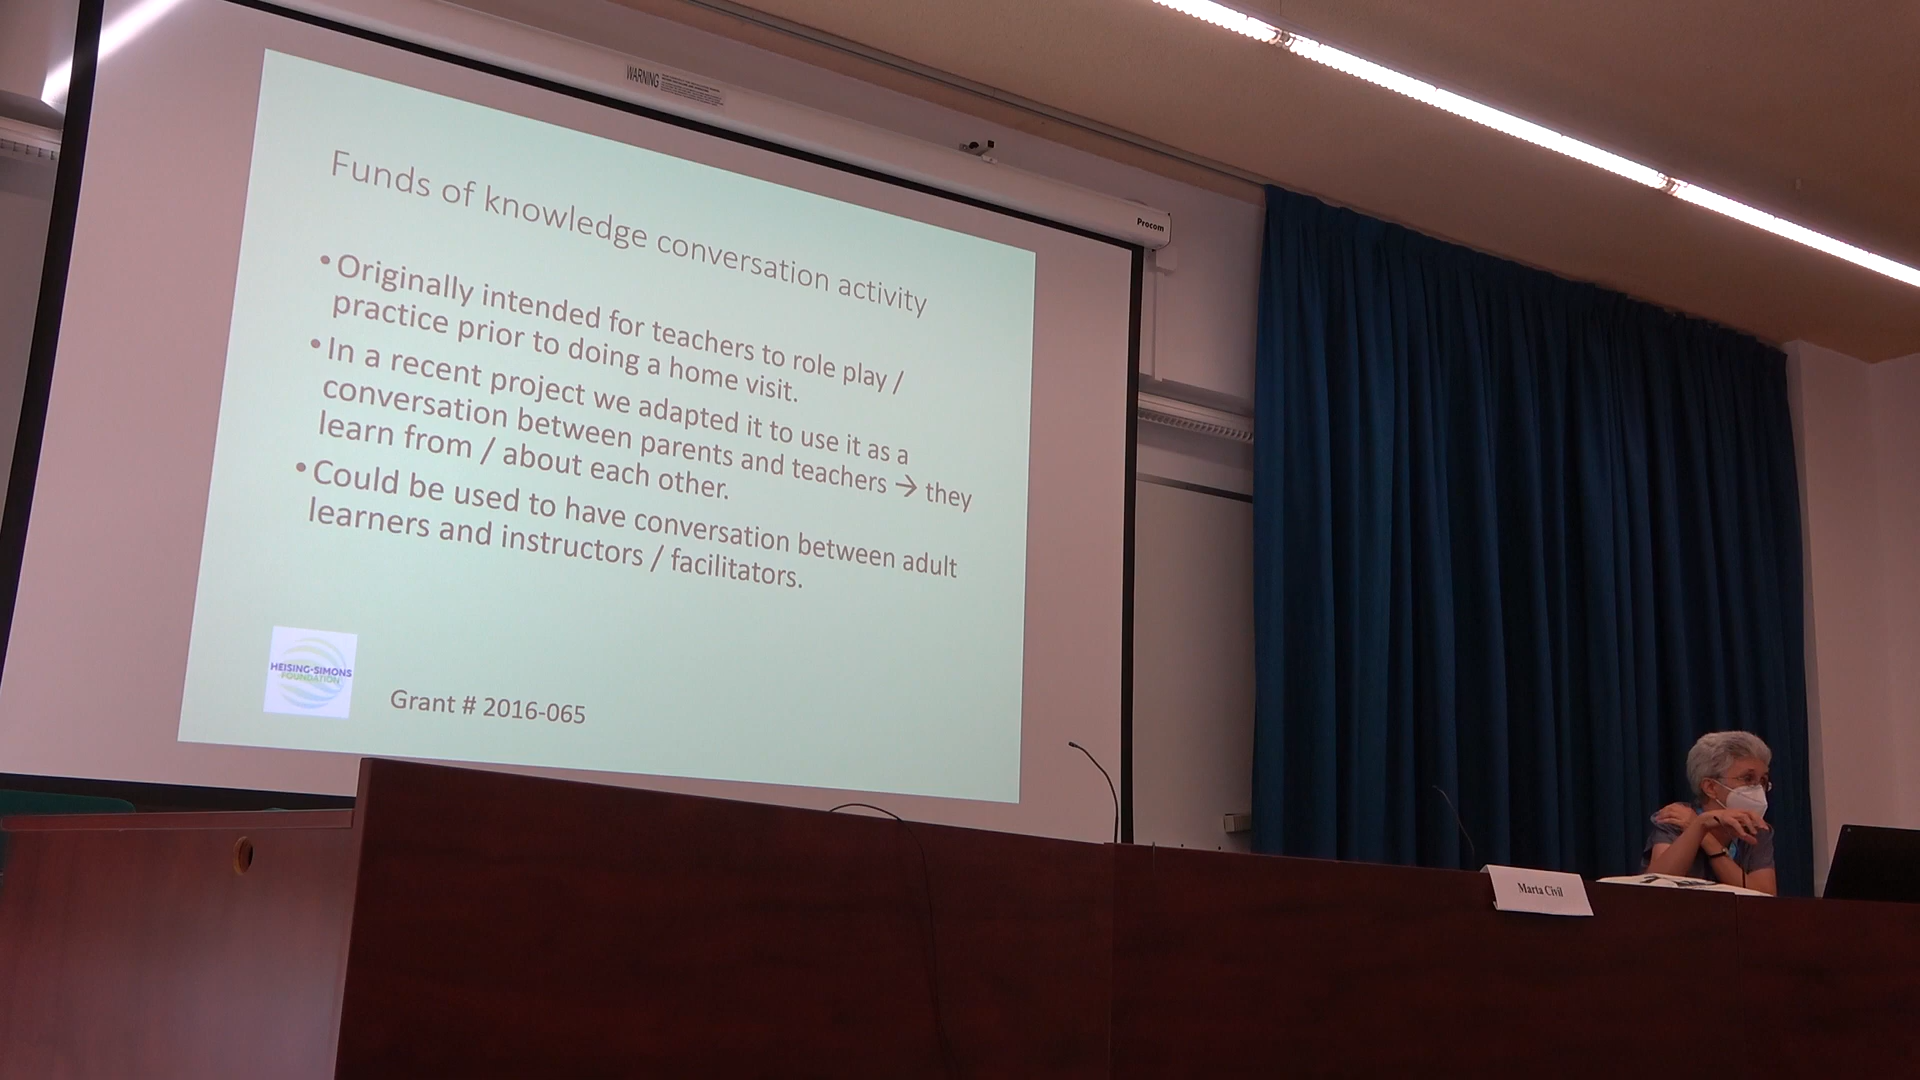 WARNING
Procom
Funds of knowledge conversation activity
•Originally intended for teachers to role play /
practice prior to doing a home visit.
•In a recent project we adapted it to use it as a
conversation between parents and teachers → they
learn from / about each other.
•Could be used to have conversation between adult
learners and instructors / facilitators.
HEISING-SIMONS
FOUNDATION
Grant # 2016-065
Marta Civil